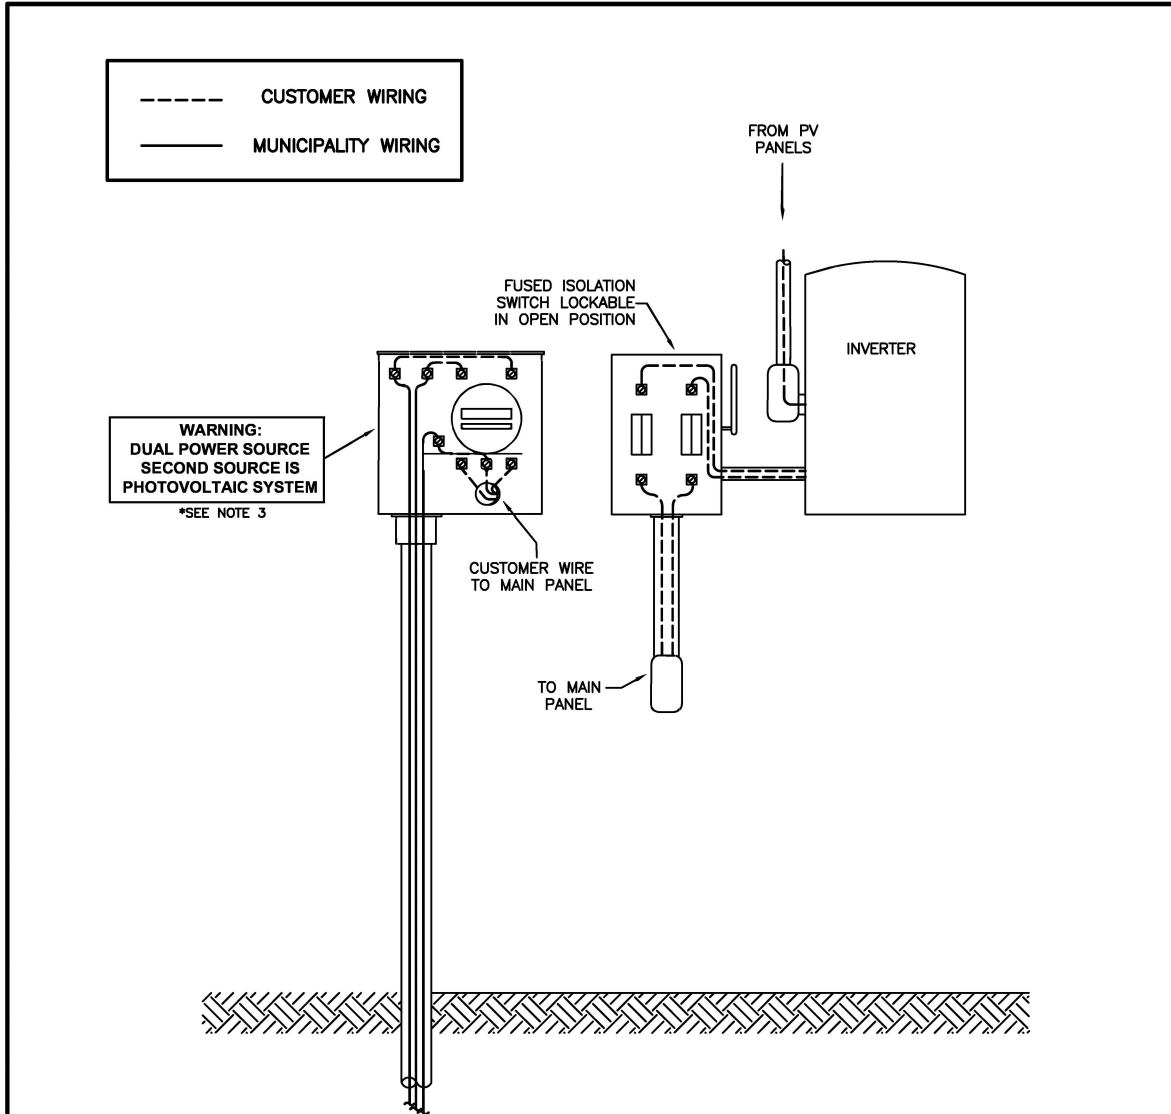 CUSTOMER WIRING
MUNICIPALITY WIRING
FROM PV
PANELS
FUSED ISOLATION
SWITCH LOCKABLE
IN OPEN POSITION
INVERTER
WARNING:
DUAL POWER SOURCE
SECOND SOURCE IS
PHOTOVOLTAIC SYSTEM
*SEE NOTE 3
CUSTOMER WIRE
TO MAIN PANEL
TO MAIN
PANEL